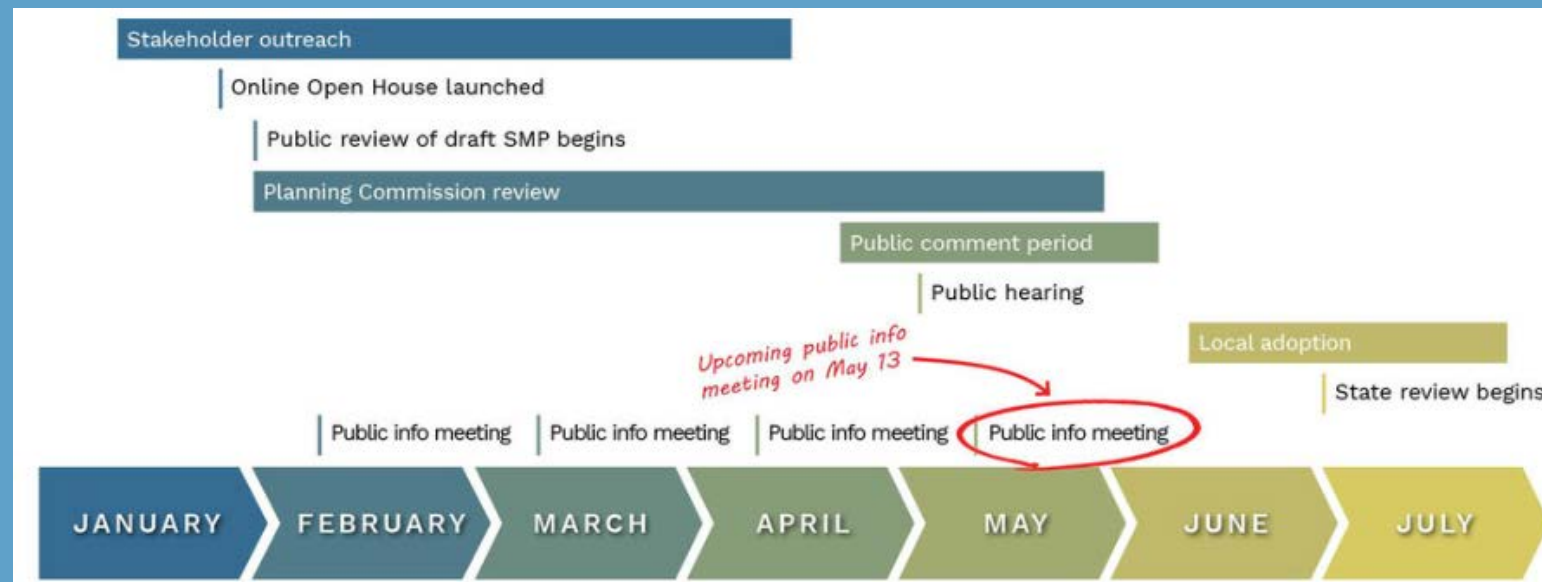 Stakeholder outreach
Online Open House launched
Public review of draft SMP begins
Planning Commission review
Public comment period
Public hearing
Local adoption
Upcoming public info
meeting on May 13
State review begins
Public info meeting
Public info meeting
Public info meeting
Public info meeting
JANUARY
FEBRUARY
MARCH
APRIL
MAY
JUNE
JULY